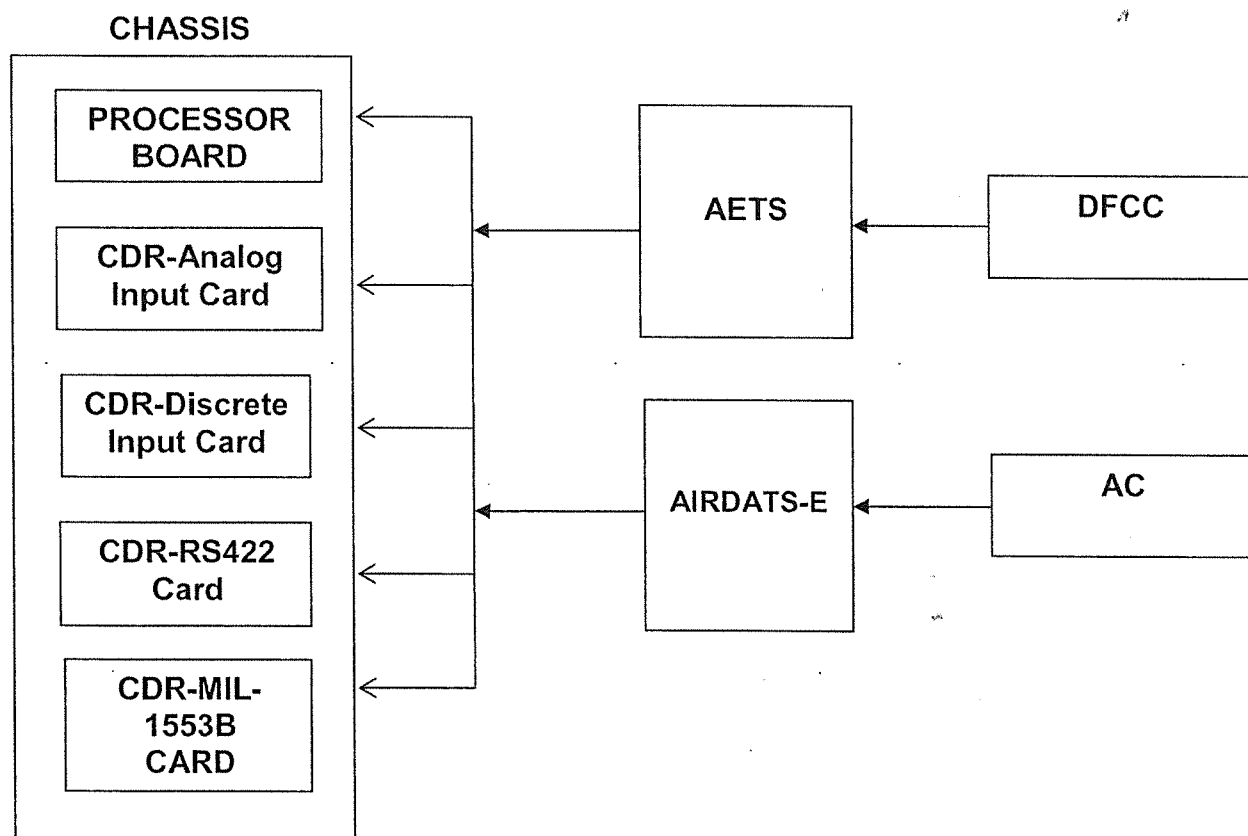 CHASSIS
PROCESSOR
BOARD
CDR-Analog
Input Card
CDR-Discrete
Input Card
CDR-RS422
Card
CDR-MIL-
1553B
CARD
AETS
DFCC
AIRDATS-E
AC